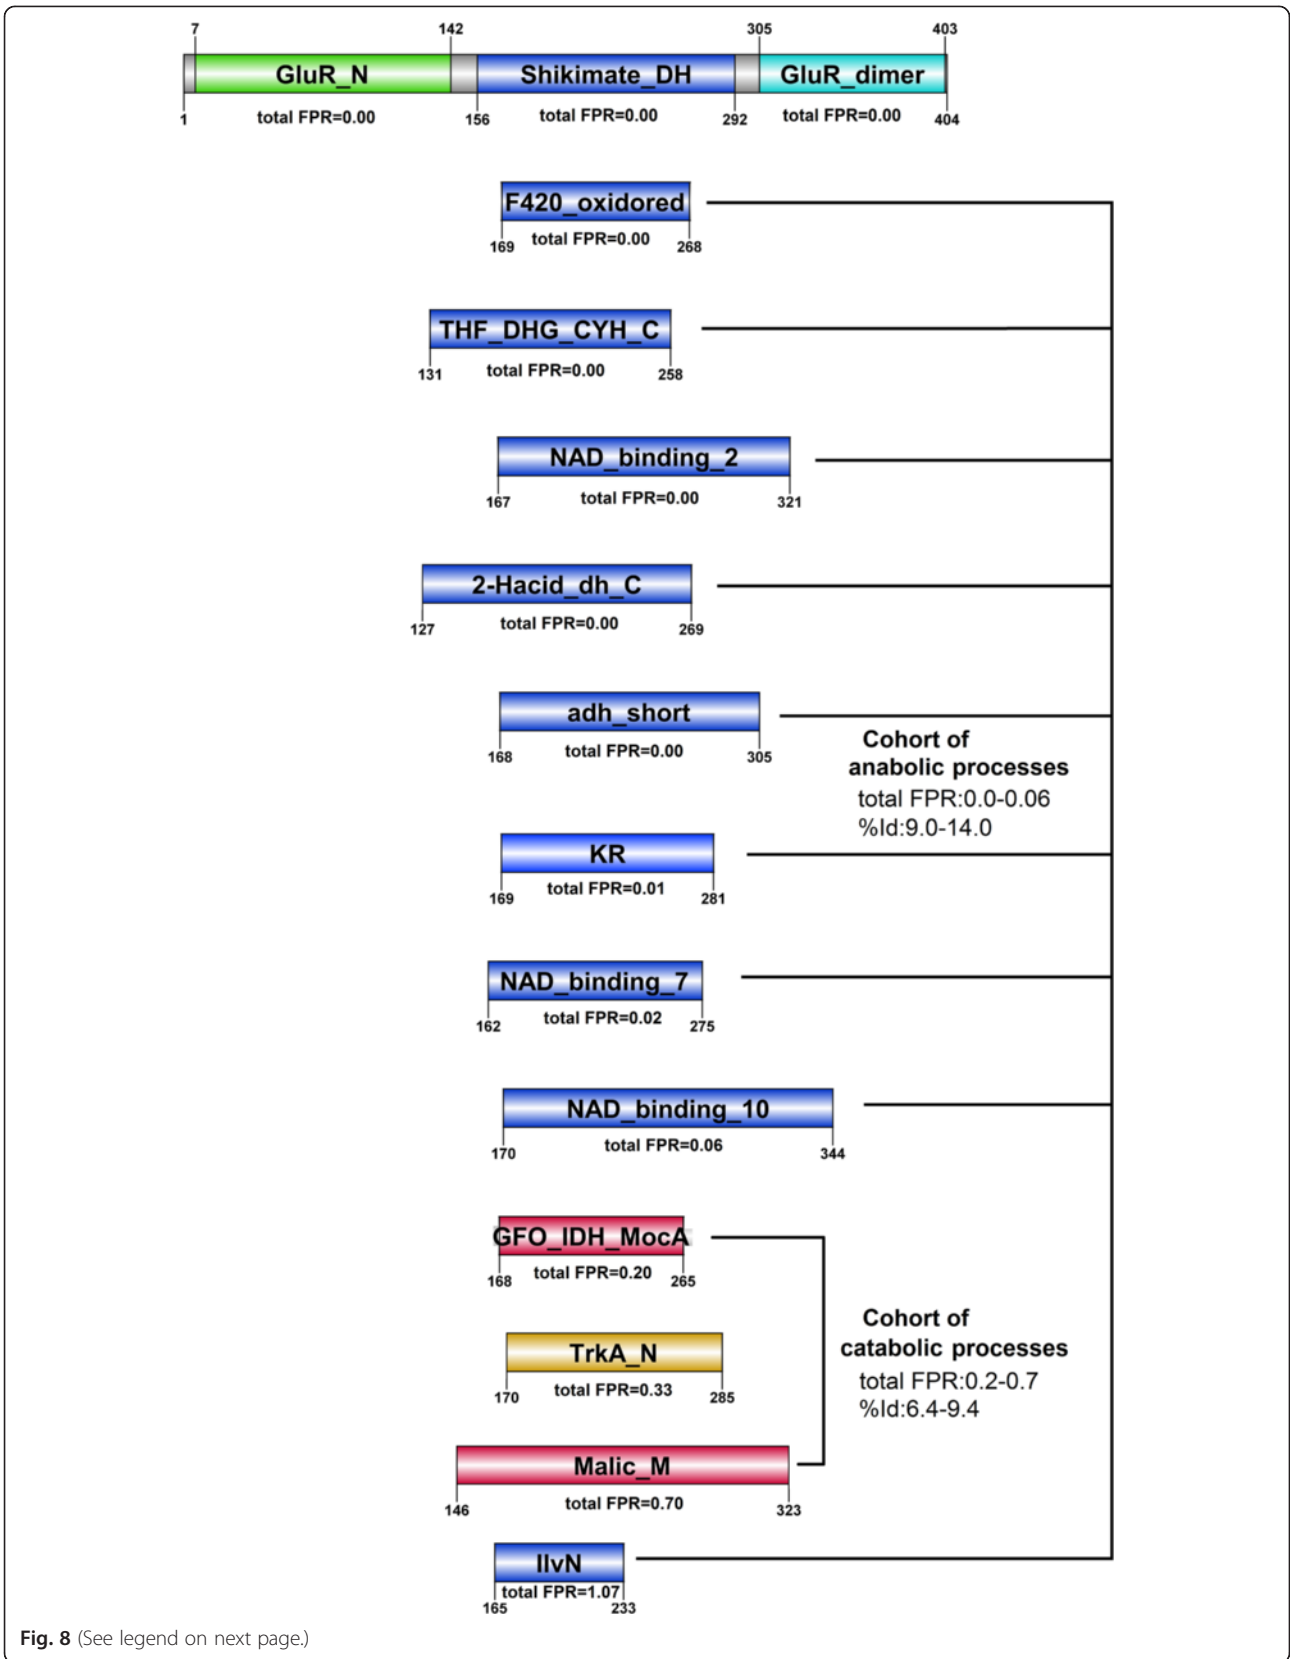 7 142 305 403
GluR_N Shikimate_DH GluR_dimer
1 total FPR=0.00 156 total FPR=0.00 292 total FPR=0.00 404
F420_oxidored
169 total FPR=0.00 268
THF_DHG_CYH_C
131 total FPR=0.00 258
NAD_binding_2
167 total FPR=0.00 321
2-Hacid_dh_C
127 total FPR=0.00 269
adh_short
168 total FPR=0.00 305
Cohort of
anabolic processes
total FPR:0.0-0.06
%Id:9.0-14.0
KR
169 total FPR=0.01 281
NAD_binding_7
162 total FPR=0.02 275
NAD_binding_10
170 total FPR=0.06 344
GFO_IDH_MocA
168 total FPR=0.20 265
Cohort of
catabolic processes
total FPR:0.2-0.7
%Id:6.4-9.4
TrkA_N
170 total FPR=0.33 285
Malic_M
146 total FPR=0.70 323
IlvN
165 total FPR=1.07 233
Fig. 8 (See legend on next page.)